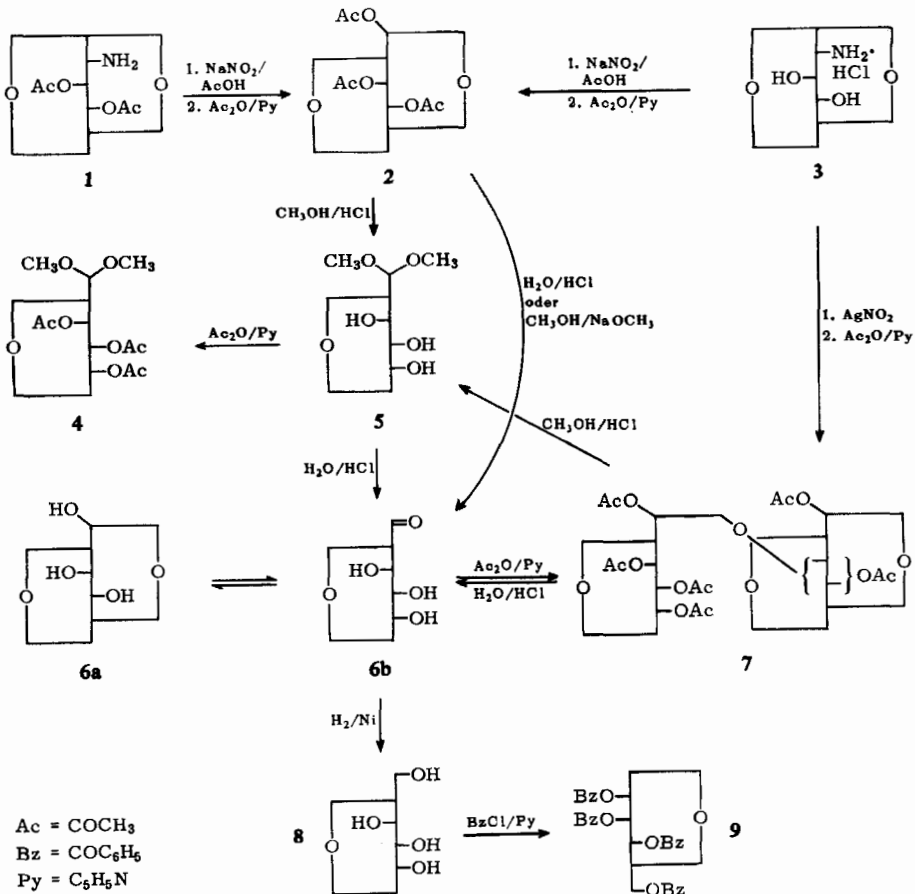 AcO
NH₂
AcO
O
O
OAc
1
1. NaNO₂/
AcOH
2. Ac₂O/Py
AcO
AcO
O
O
OAc
2
1. NaNO₂/
AcOH
2. Ac₂O/Py
NH₂·
HCl
HO
O
O
OH
3
CH₃OH/HCl
H₂O/HCl
oder
CH₃OH/NaOCH₃
1. AgNO₂
2. Ac₂O/Py
CH₃O OCH₃
AcO
O
OAc
OAc
4
Ac₂O/Py
CH₃O OCH₃
HO
O
OH
OH
5
CH₃OH/HCl
H₂O/HCl
HO
HO
O
O
OH
6a
O
HO
O
OH
OH
6b
Ac₂O/Py
H₂O/HCl
AcO
O
AcO
O
OAc
OAc
AcO
O
O
{ } OAc
7
H₂/Ni
OH
HO
O
OH
OH
8
BzCl/Py
BzO
BzO
O
OBz
OBz
9
Ac = COCH₃
Bz = COC₆H₅
Py = C₅H₅N